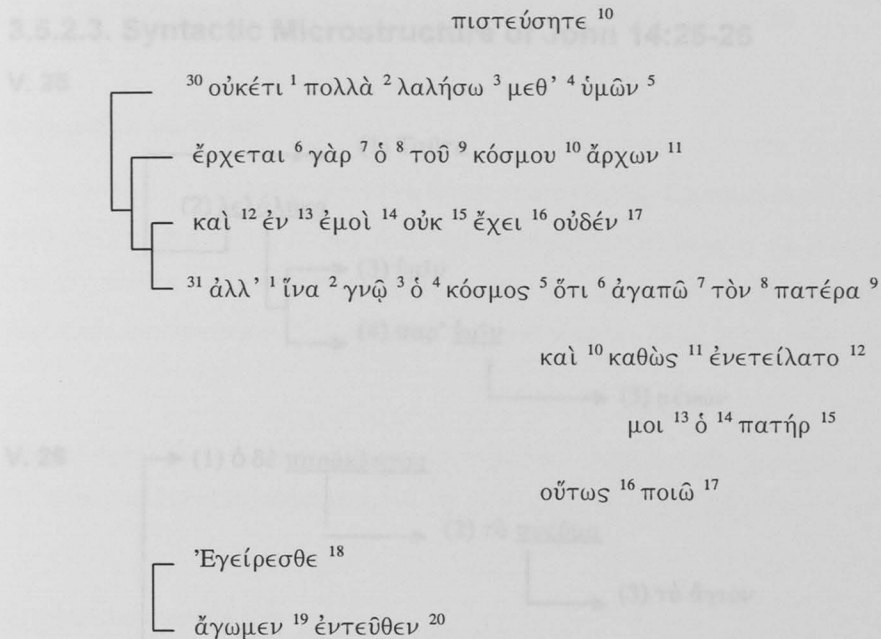 πιστεύσητε 10
30 οὐκέτι 1 πολλὰ 2 λαλήσω 3 μεθ’ 4 ὑμῶν 5
ἔρχεται 6 γὰρ 7 ὁ 8 τοῦ 9 κόσμου 10 ἄρχων 11
καὶ 12 ἐν 13 ἐμοὶ 14 οὐκ 15 ἔχει 16 οὐδέν 17
31 ἀλλ’ 1 ἵνα 2 γνῷ 3 ὁ 4 κόσμος 5 ὅτι 6 ἀγαπῶ 7 τὸν 8 πατέρα 9
καὶ 10 καθὼς 11 ἐνετείλατο 12
μοι 13 ὁ 14 πατήρ 15
οὕτως 16 ποιῶ 17
Ἐγείρεσθε 18
ἄγωμεν 19 ἐντεῦθεν 20